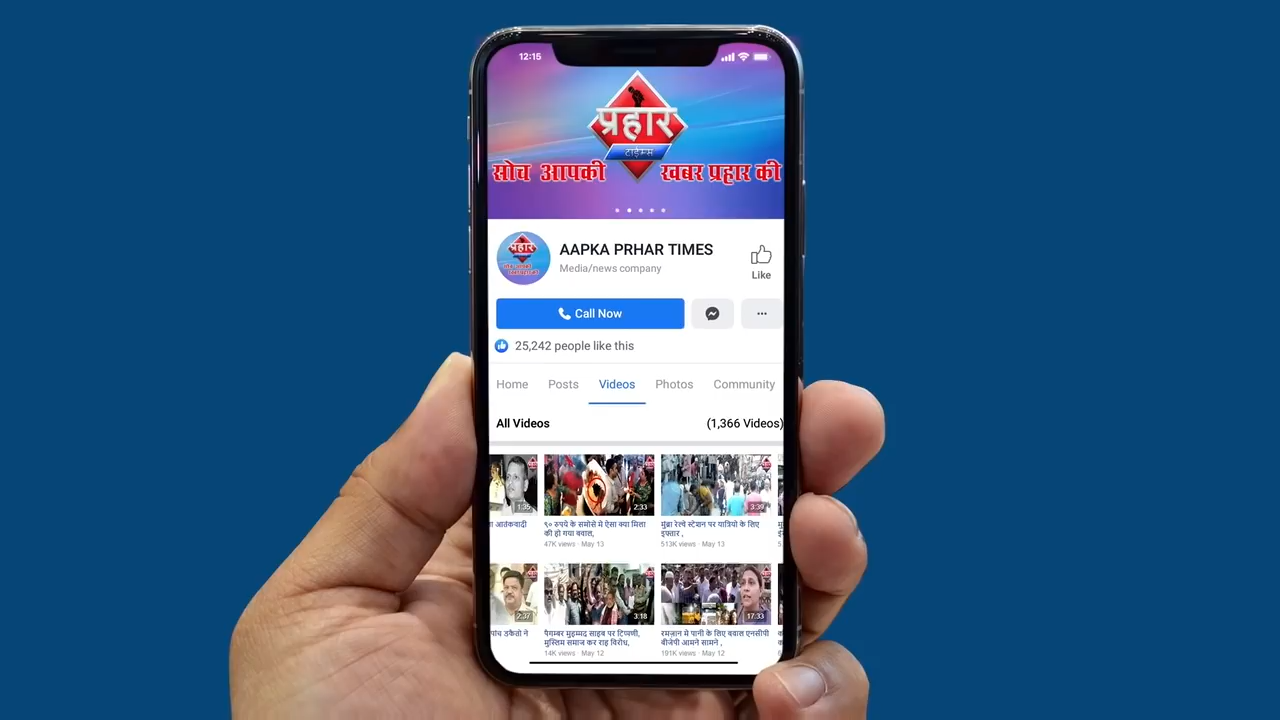 12:15
प्रहार
टाईम्स
सोच आपकी खबर प्रहार की
प्रहार
AAPKA PRHAR TIMES
Media/news company
Like
Call Now
25,242 people like this
Home Posts Videos Photos Community
All Videos (1,366 Videos)
1:35
2:33
3:39
आतंकवादी
९० रुपये के समोसे मे ऐसा क्या मिला
की हो गया बवाल,
47K views · May 13
मुंब्रा रेल्वे स्टेशन पर यात्रियो के लिए
इफ्तार ,
513K views · May 13
2:37
3:18
17:33
पांच डकैतो ने
पैगम्बर मुहम्मद साहब पर टिप्पणी,
मुस्लिम समाज कर राइ विरोध,
14K views · May 12
रमज़ान से पानी के लिए बवाल एनसीपी
बीजेपी आमने सामने ,
191K views · May 12